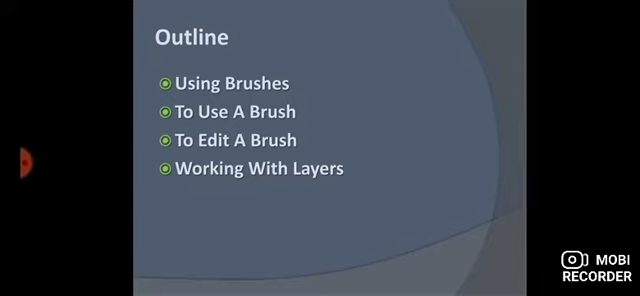 Outline
Using Brushes
To Use A Brush
To Edit A Brush
Working With Layers
MOBI
RECORDER